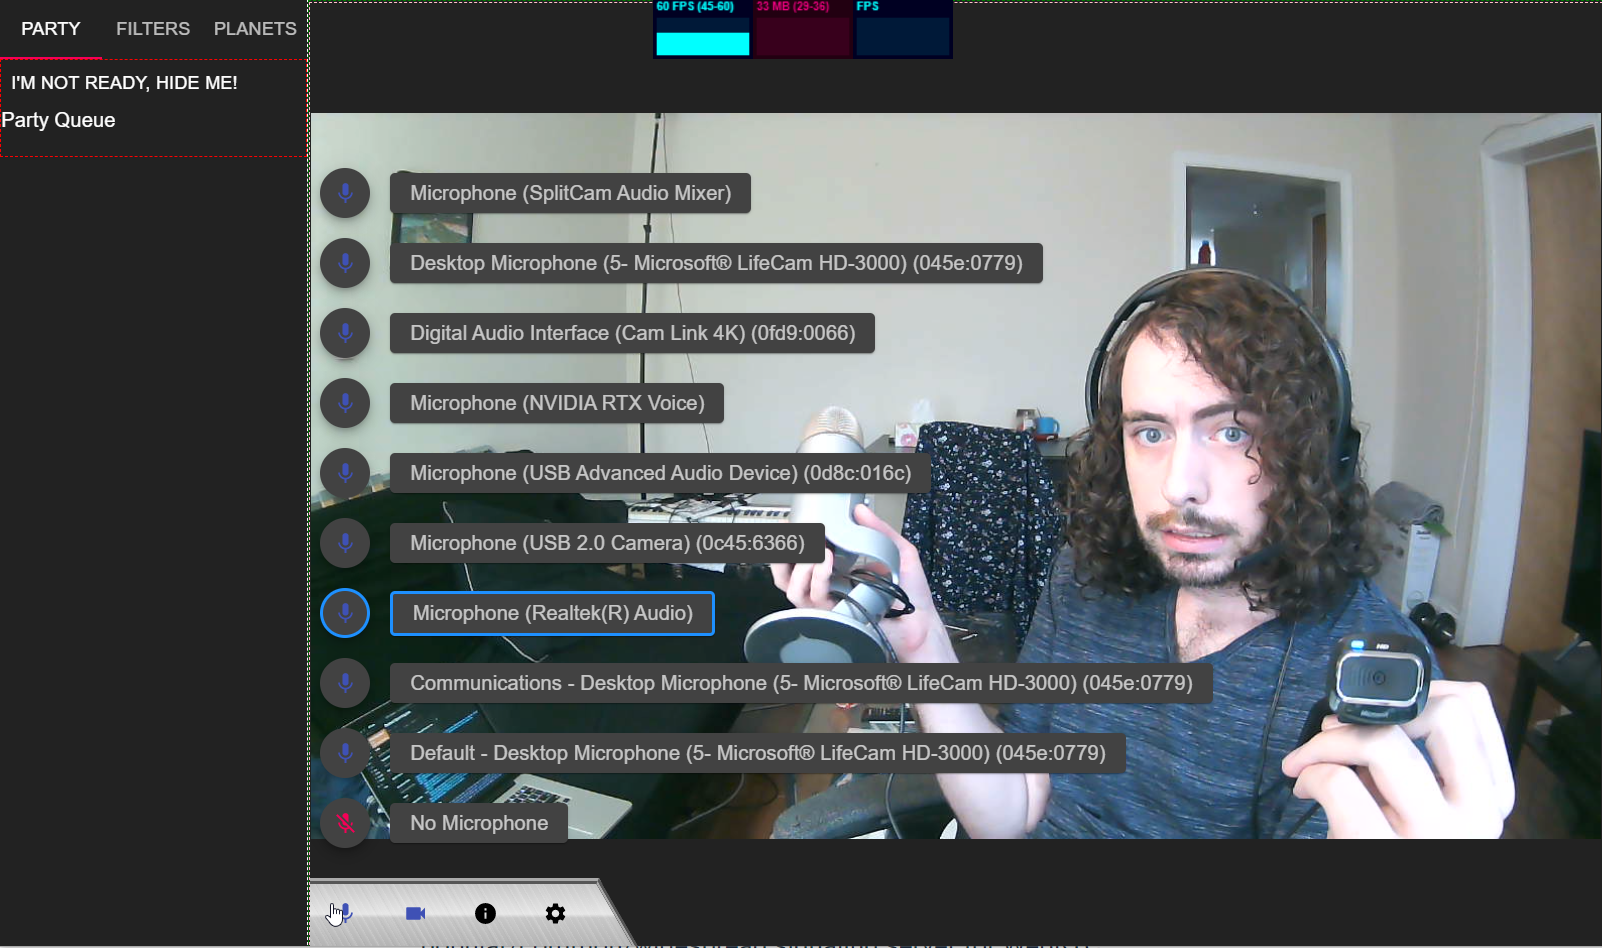 PARTY FILTERS PLANETS
I'M NOT READY, HIDE ME!
Party Queue
60 FPS (45-60) 33 MB (29-36) FPS
Microphone (SplitCam Audio Mixer)
Desktop Microphone (5- Microsoft® LifeCam HD-3000) (045e:0779)
Digital Audio Interface (Cam Link 4K) (0fd9:0066)
Microphone (NVIDIA RTX Voice)
Microphone (USB Advanced Audio Device) (0d8c:016c)
Microphone (USB 2.0 Camera) (0c45:6366)
Microphone (Realtek(R) Audio)
Communications - Desktop Microphone (5- Microsoft® LifeCam HD-3000) (045e:0779)
Default - Desktop Microphone (5- Microsoft® LifeCam HD-3000) (045e:0779)
No Microphone
HD